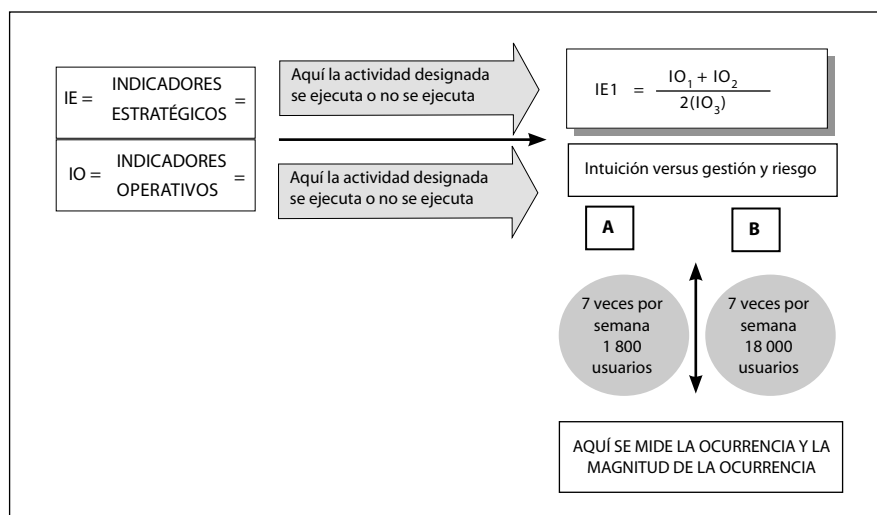 IE = INDICADORES
ESTRATÉGICOS =
IO = INDICADORES
OPERATIVOS =
Aquí la actividad designada
se ejecuta o no se ejecuta
Aquí la actividad designada
se ejecuta o no se ejecuta
IE1 = IO₁ + IO₂
2(IO₃)
Intuición versus gestión y riesgo
A
B
7 veces por
semana
1 800
usuarios
7 veces por
semana
18 000
usuarios
AQUÍ SE MIDE LA OCURRENCIA Y LA
MAGNITUD DE LA OCURRENCIA